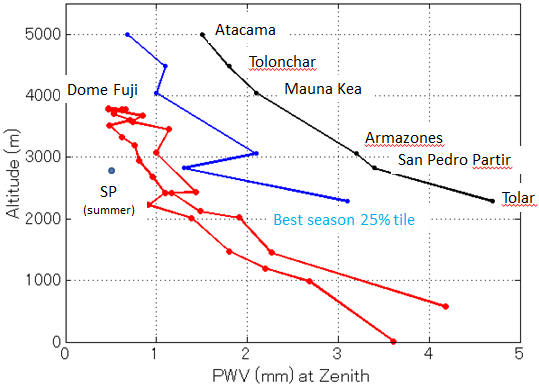 5000
4000
3000
2000
1000
0
Altitude (m)
Atacama
Tolonchar
Mauna Kea
Dome Fuji
Armazones
San Pedro Partir
SP
(summer)
Tolar
Best season 25% tile
0 1 2 3 4 5
PWV (mm) at Zenith